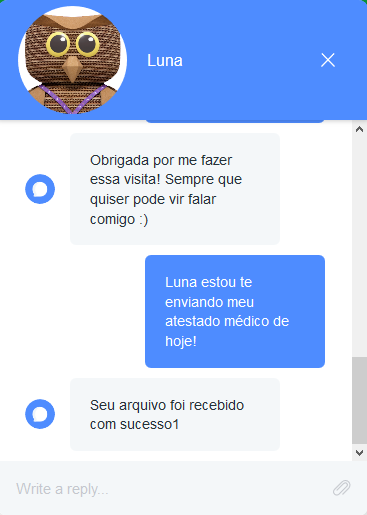 Luna
Obrigada por me fazer
essa visita! Sempre que
quiser pode vir falar
comigo :)
Luna estou te
enviando meu
atestado médico de
hoje!
Seu arquivo foi recebido
com sucesso1
Write a reply...